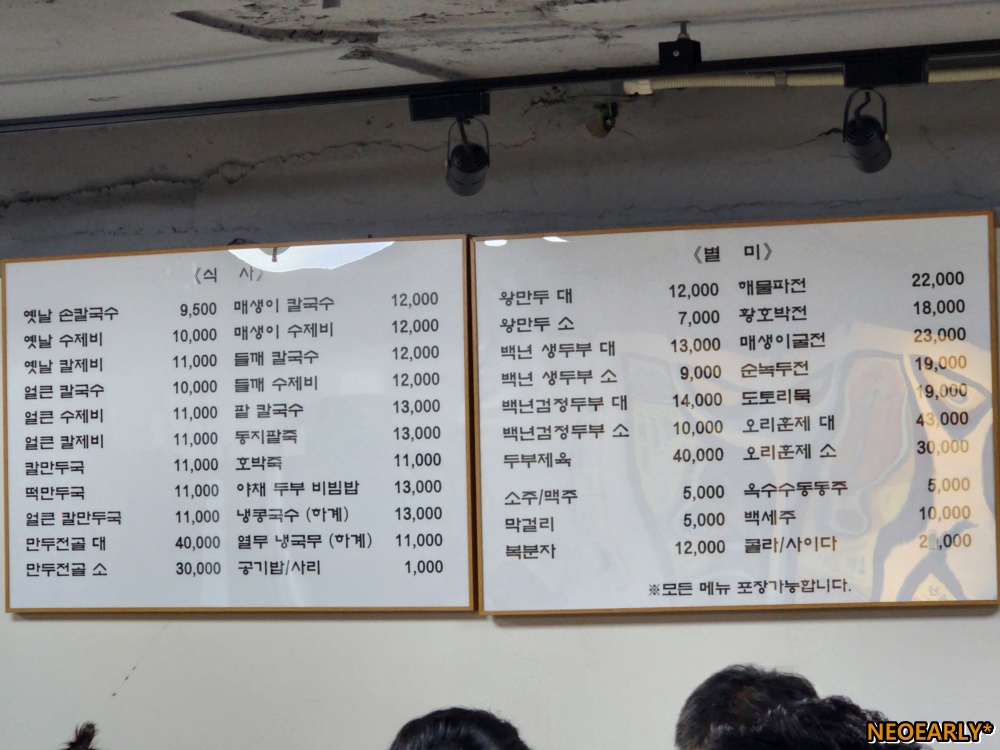 《식 사》
옛날 손칼국수 9,500 매생이 칼국수 12,000
옛날 수제비 10,000 매생이 수제비 12,000
옛날 칼제비 11,000 들깨 칼국수 12,000
얼큰 칼국수 10,000 들깨 수제비 12,000
얼큰 수제비 11,000 팥 칼국수 13,000
얼큰 칼제비 11,000 동지팥죽 13,000
칼만두국 11,000 호박죽 11,000
떡만두국 11,000 야채 두부 비빔밥 13,000
얼큰 칼만두국 11,000 냉콩국수 (하계) 13,000
만두전골 대 40,000 열무 냉국무 (하계) 11,000
만두전골 소 30,000 공기밥/사리 1,000
《별 미》
왕만두 대 12,000 해물파전 22,000
왕만두 소 7,000 황호박전 18,000
백년 생두부 대 13,000 매생이굴전 23,000
백년 생두부 소 9,000 순녹두전 19,000
백년검정두부 대 14,000 도토리묵 19,000
백년검정두부 소 10,000 오리훈제 대 43,000
두부제육 40,000 오리훈제 소 30,000
소주/맥주 5,000 옥수수동동주 5,000
막걸리 5,000 백세주 10,000
복분자 12,000 콜라/사이다
※모든 메뉴 포장가능합니다.
NEOEARLY*